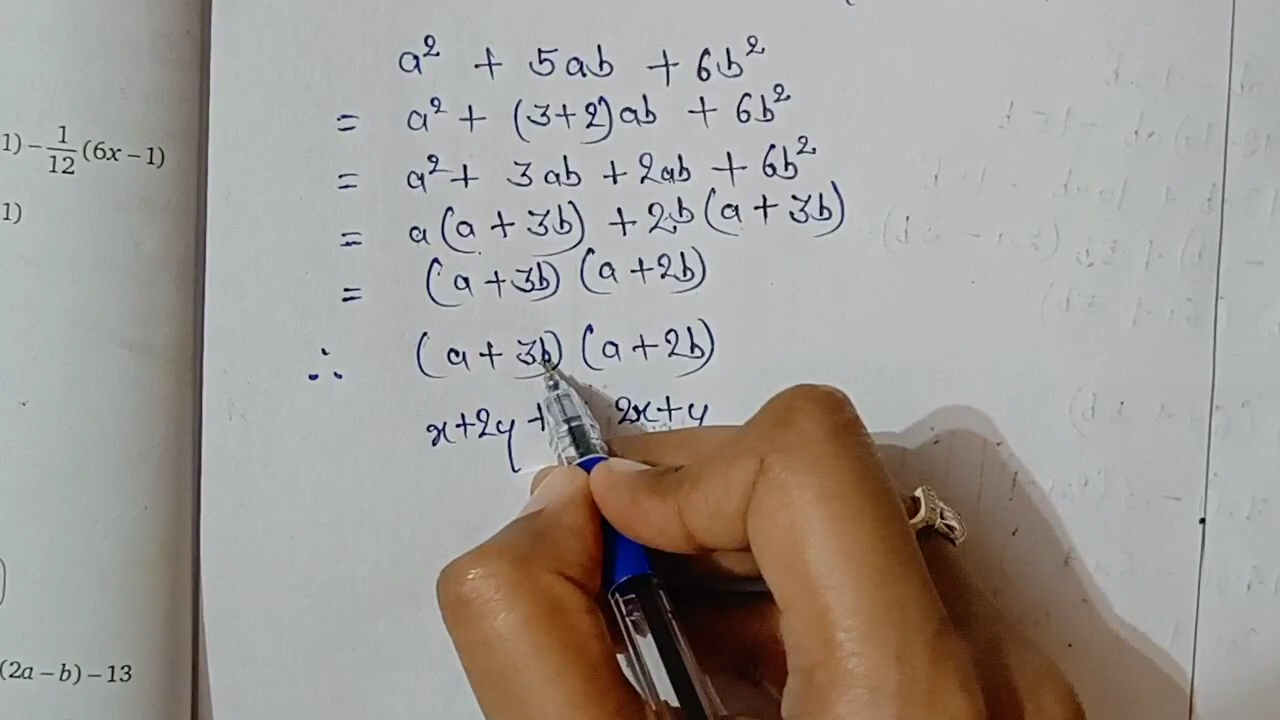 a² + 5ab + 6b²
= a² + (3+2)ab + 6b²
= a² + 3ab + 2ab + 6b²
= a(a + 3b) + 2b(a + 3b)
= (a + 3b) (a + 2b)
∴ (a + 3b) (a + 2b)
x+2y+ 2x+y
1) – 1/12 (6x – 1)
1)
(2a – b) – 13